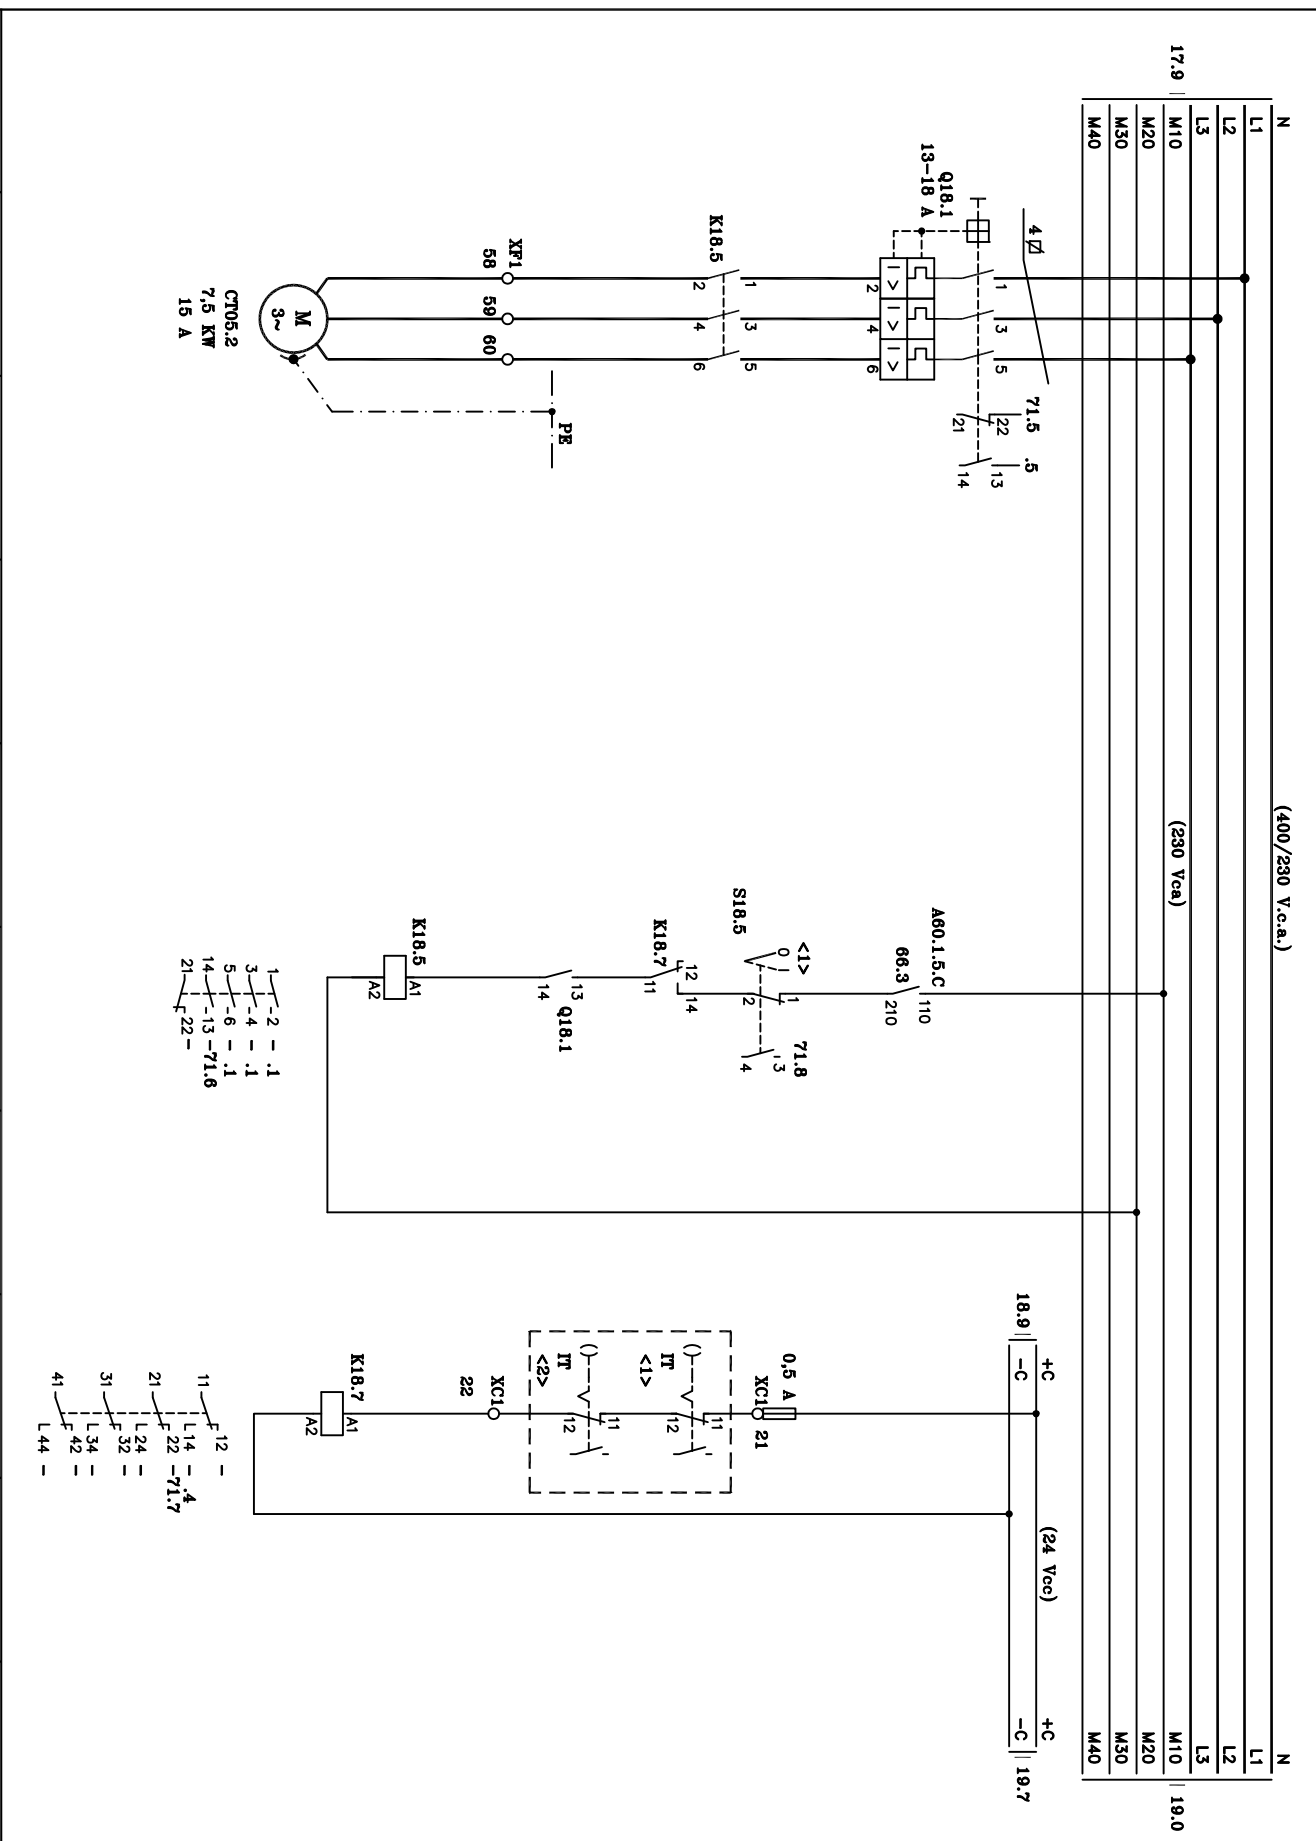 17.9
N
L1
L2
L3
M10
M20
M30
M40
(400/230 V.c.a.)
(230 Vca)
N
L1
L2
L3
M10
M20
M30
M40
19.0
4
Q18.1
13-18 A
1
3
5
71.5
22
21
.5
13
14
I >
I >
I >
2
4
6
K18.5
1
3
5
2
4
6
XF1
58
59
60
PE
M
3~
CT05.2
7,5 KW
15 A
A60.1.5.C
66.3
110
210
<1>
0
I
S18.5
1
2
71.8
3
4
K18.7
12
14
11
13
14
Q18.1
K18.5
A1
A2
1 - 2 - .1
3 - 4 - .1
5 - 6 - .1
14 - 13 - 71.6
21 22 -
18.9
+C
-C
(24 Vcc)
+C
-C
19.7
0,5 A
XC1
21
IT
<1>
11
12
IT
<2>
11
12
XC1
22
K18.7
A1
A2
11 12 -
14 - .4
21 22 - 71.7
24 -
31 32 -
34 -
41 42 -
44 -